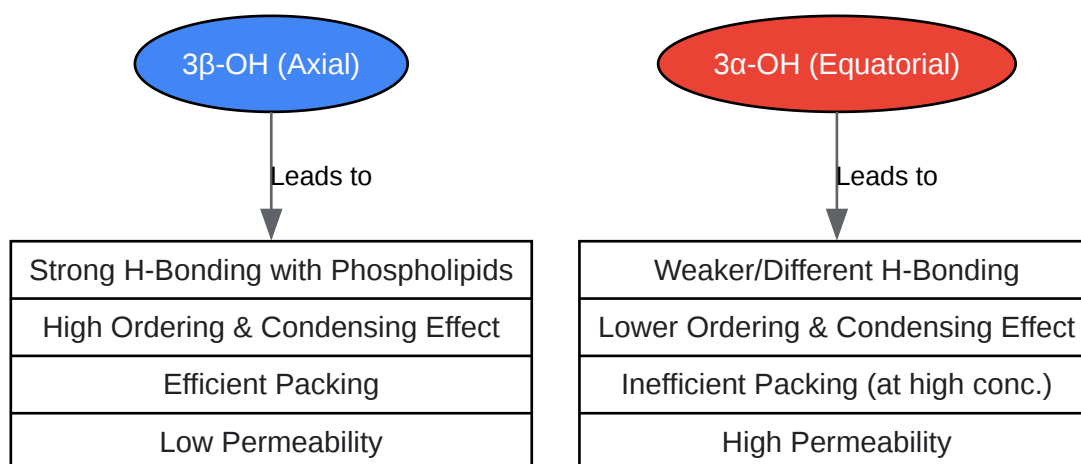 3β-OH (Axial)
Leads to
Strong H-Bonding with Phospholipids
High Ordering & Condensing Effect
Efficient Packing
Low Permeability
3α-OH (Equatorial)
Leads to
Weaker/Different H-Bonding
Lower Ordering & Condensing Effect
Inefficient Packing (at high conc.)
High Permeability